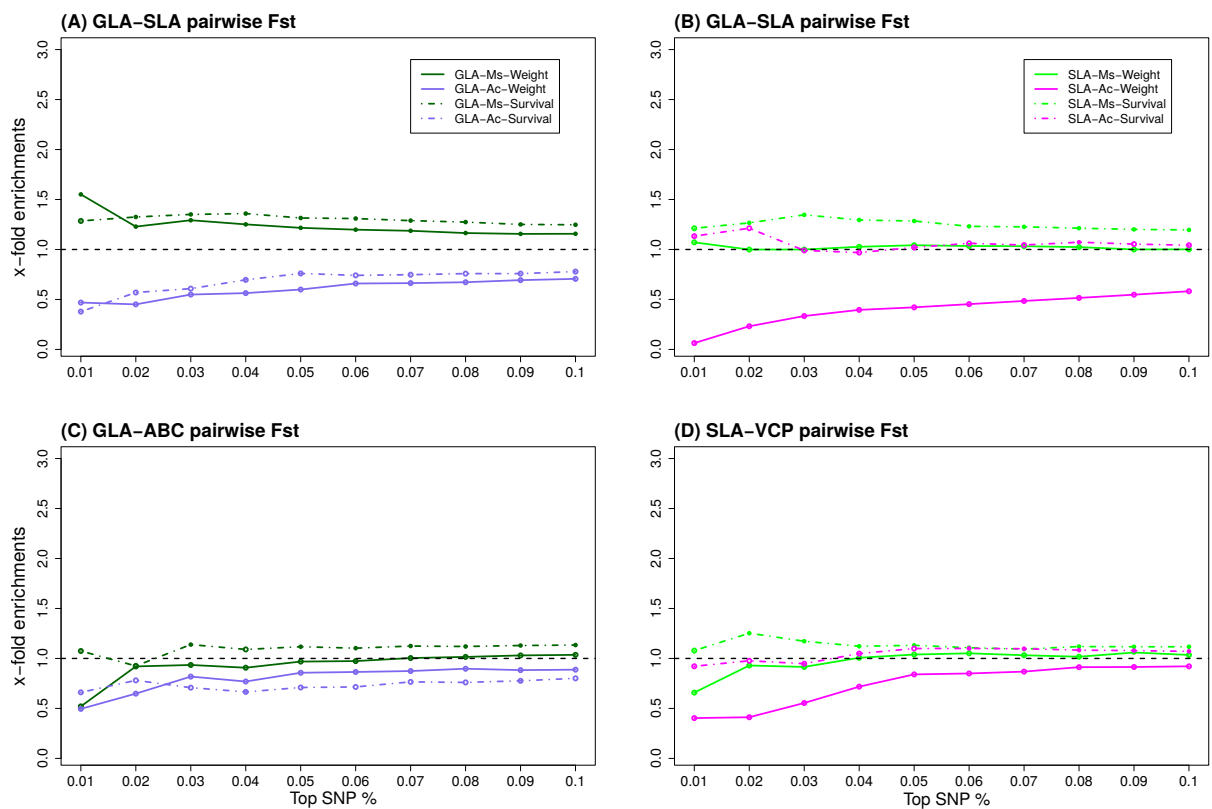 (A) GLA−SLA pairwise Fst
x−fold enrichments
3.0
2.5
2.0
1.5
1.0
0.5
0.0
GLA−Ms−Weight
GLA−Ac−Weight
GLA−Ms−Survival
GLA−Ac−Survival
0.01 0.02 0.03 0.04 0.05 0.06 0.07 0.08 0.09 0.1
(B) GLA−SLA pairwise Fst
3.0
2.5
2.0
1.5
1.0
0.5
0.0
SLA−Ms−Weight
SLA−Ac−Weight
SLA−Ms−Survival
SLA−Ac−Survival
0.01 0.02 0.03 0.04 0.05 0.06 0.07 0.08 0.09 0.1
(C) GLA−ABC pairwise Fst
x−fold enrichments
3.0
2.5
2.0
1.5
1.0
0.5
0.0
0.01 0.02 0.03 0.04 0.05 0.06 0.07 0.08 0.09 0.1
Top SNP %
(D) SLA−VCP pairwise Fst
3.0
2.5
2.0
1.5
1.0
0.5
0.0
0.01 0.02 0.03 0.04 0.05 0.06 0.07 0.08 0.09 0.1
Top SNP %